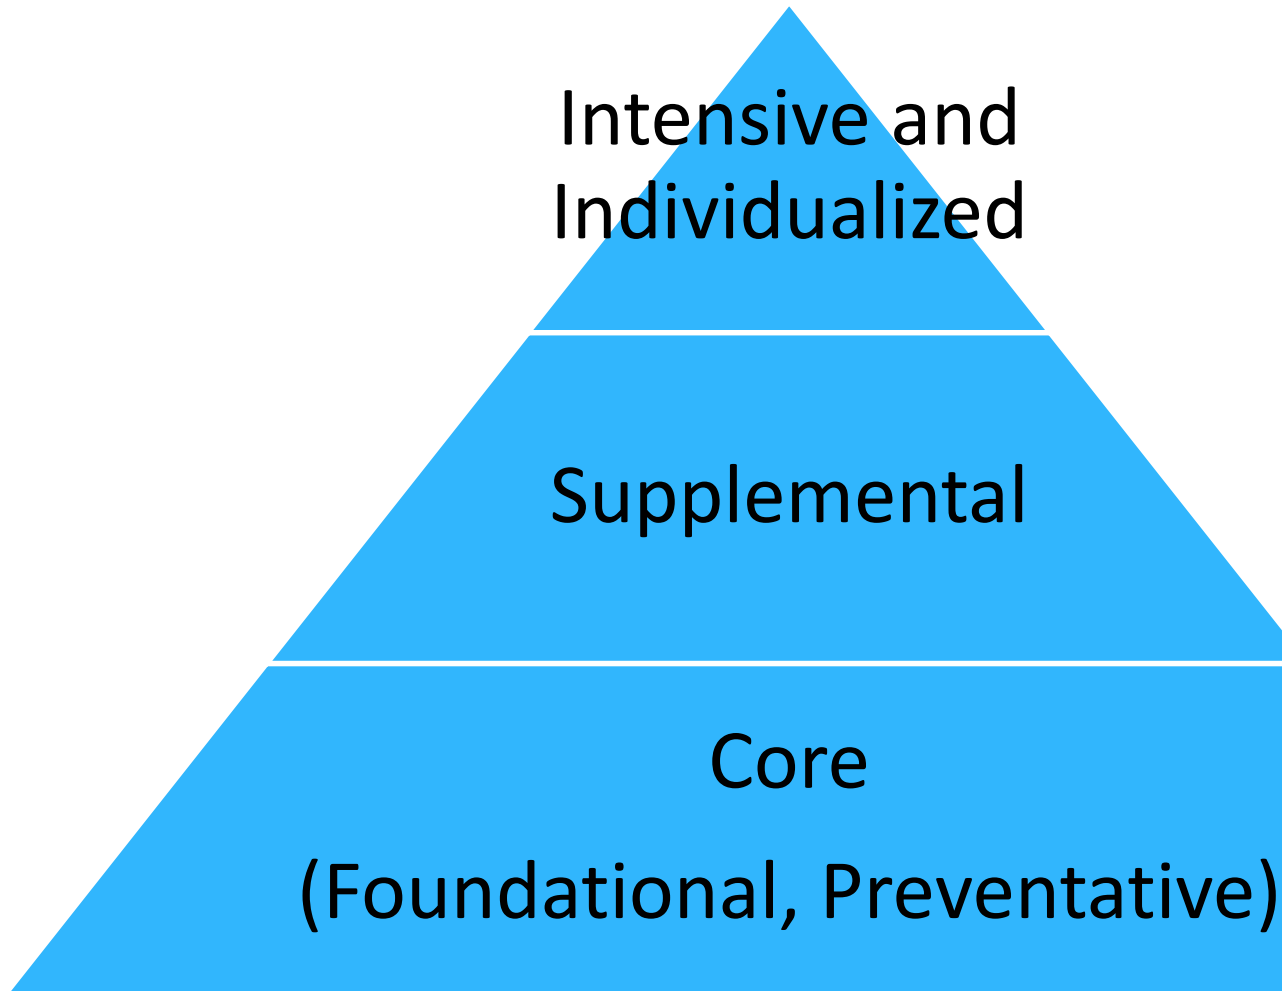 Intensive and
Individualized
Supplemental
Core
(Foundational, Preventative)